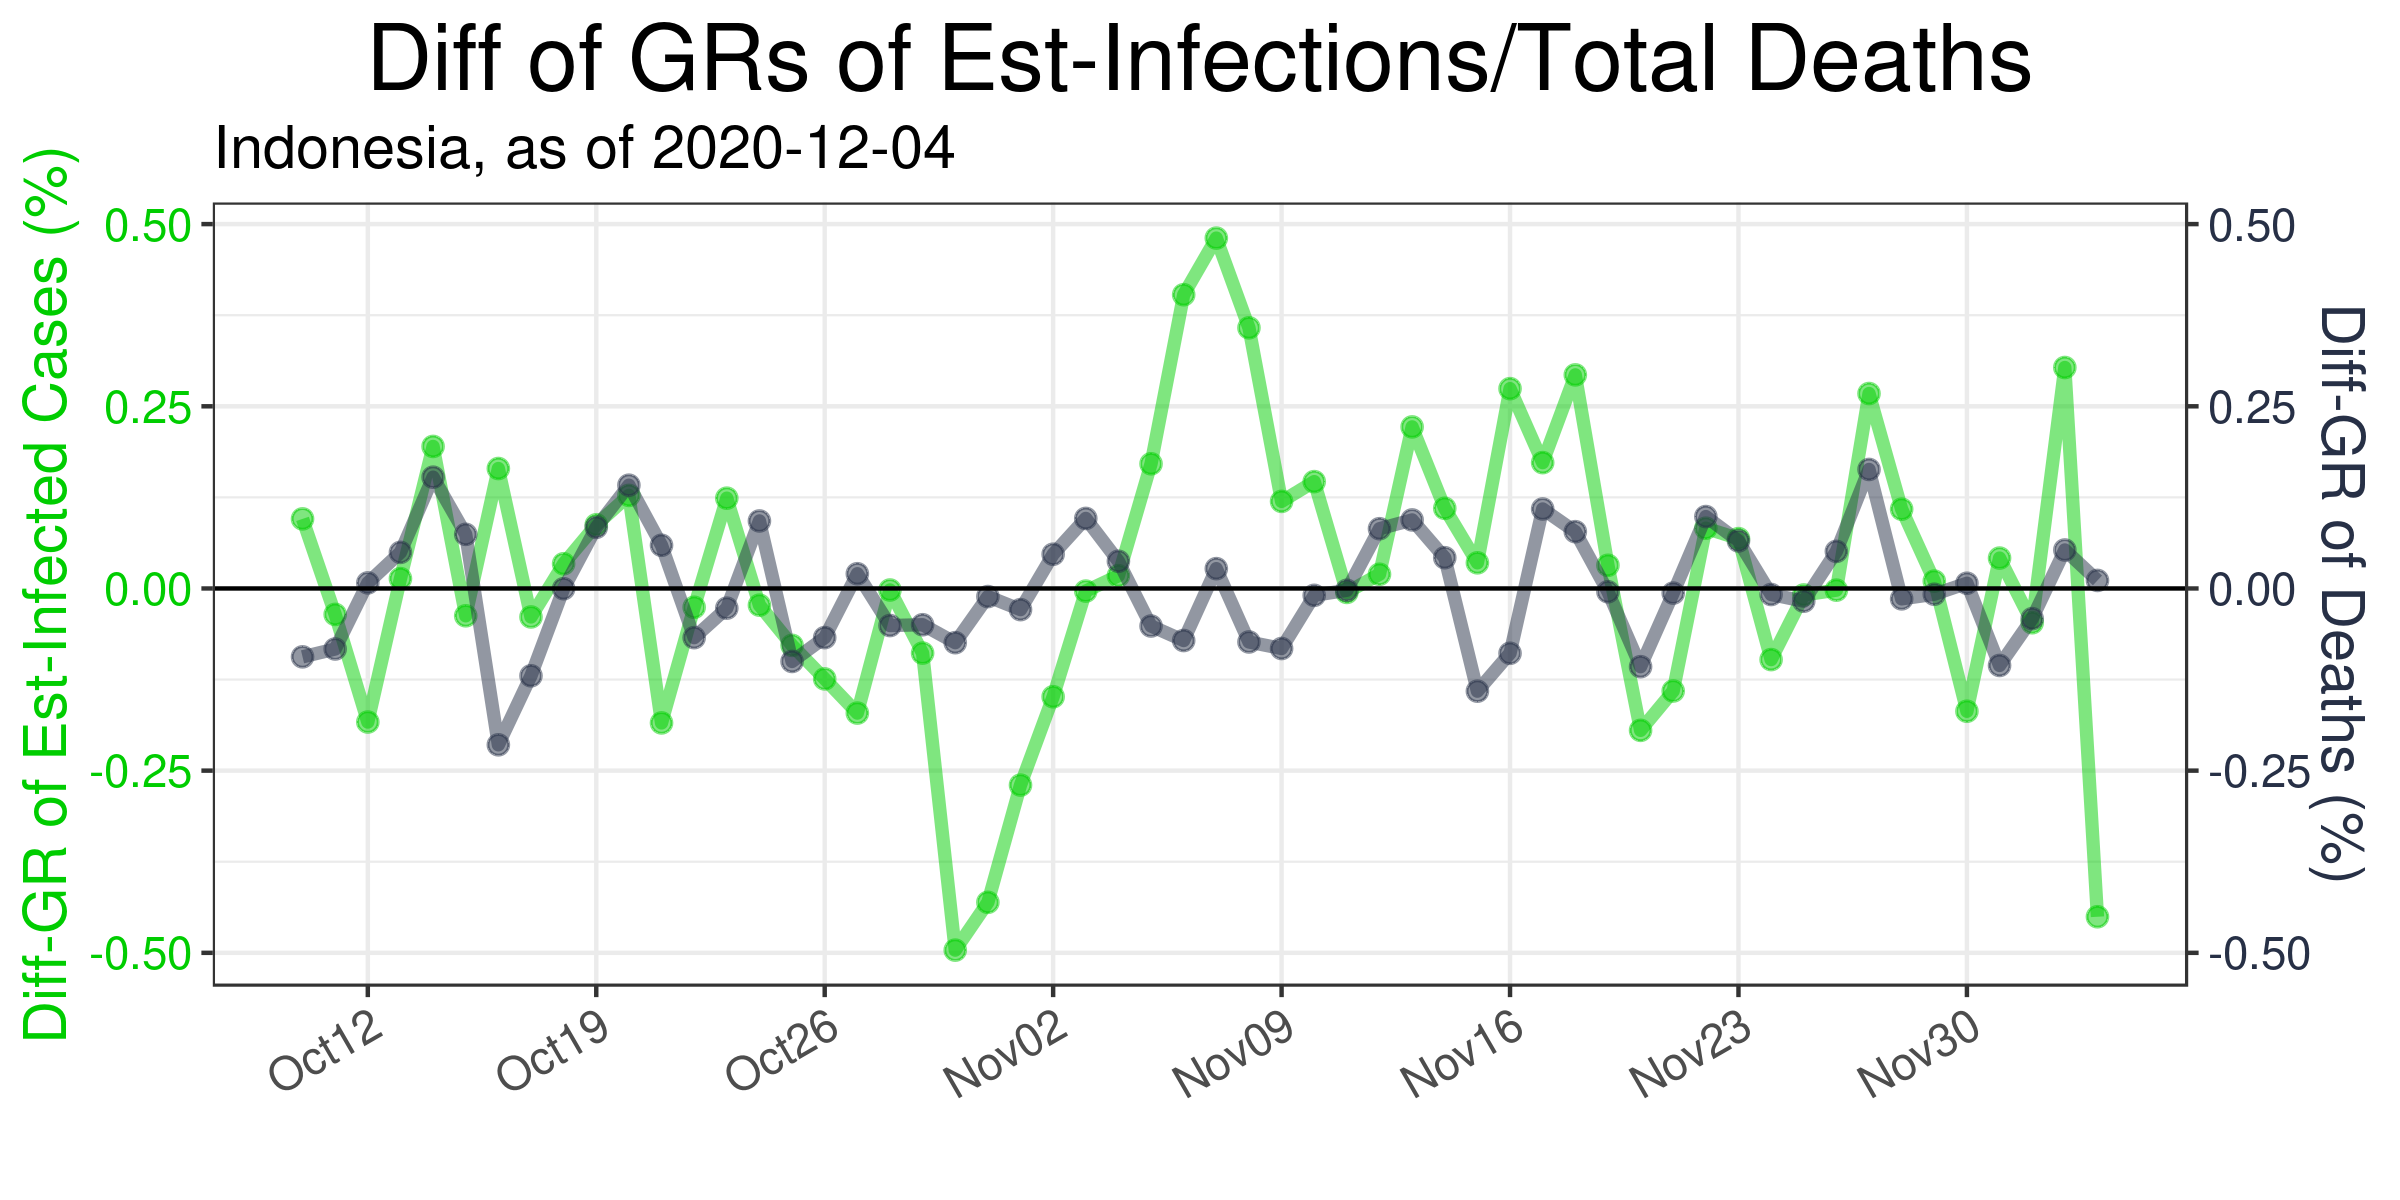 Diff of GRs of Est-Infections/Total Deaths
Indonesia, as of 2020-12-04
Diff-GR of Est-Infected Cases (%)
0.50
0.25
0.00
-0.25
-0.50
0.50
0.25
0.00
-0.25
-0.50
Diff-GR of Deaths (%)
Oct12
Oct19
Oct26
Nov02
Nov09
Nov16
Nov23
Nov30